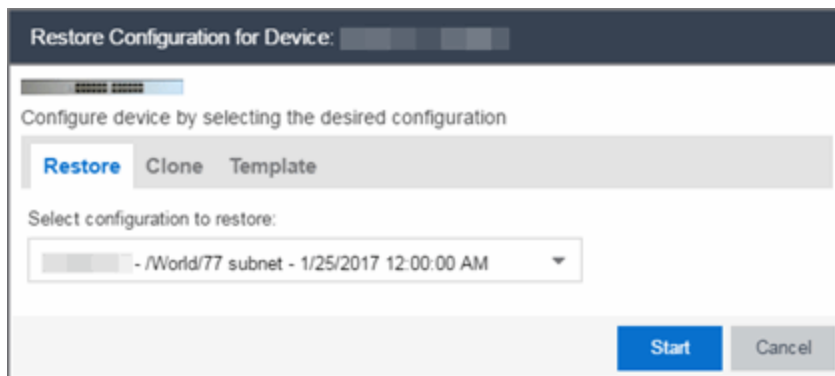 Restore Configuration for Device:
Configure device by selecting the desired configuration
Restore Clone Template
Select configuration to restore:
- /World/77 subnet - 1/25/2017 12:00:00 AM
Start Cancel